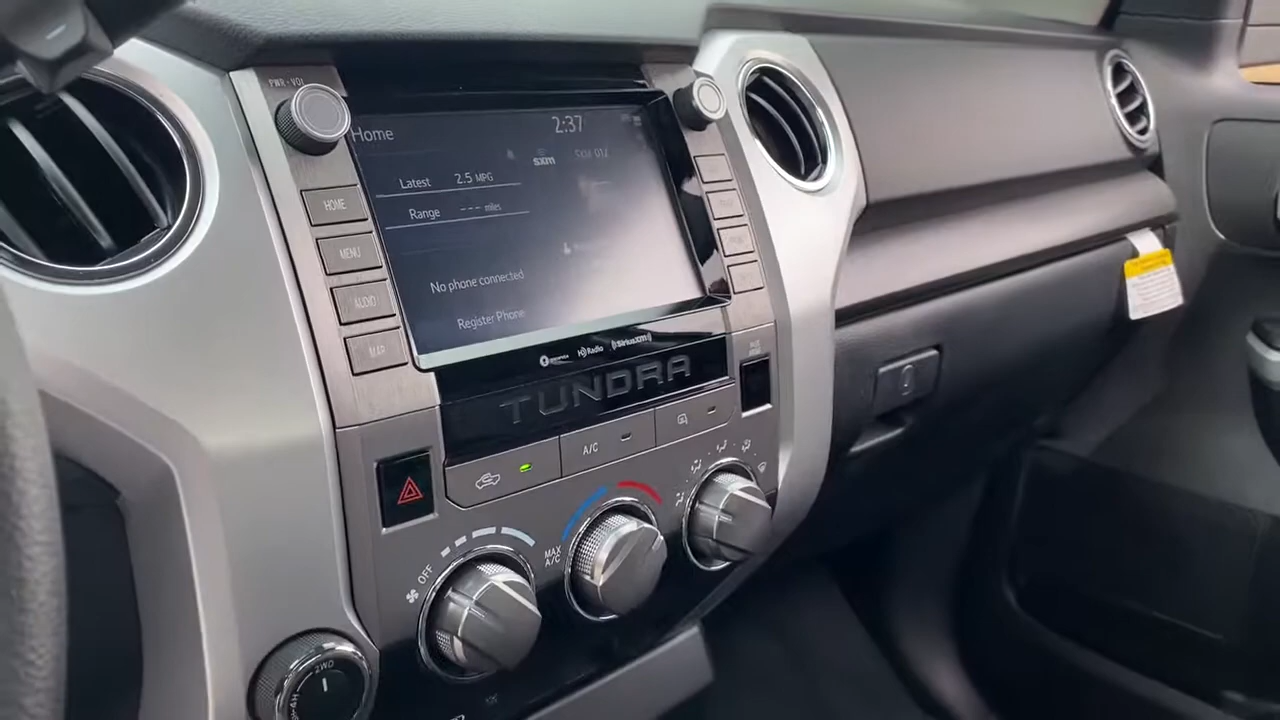 PWR•VOL
Home
2:37
sxm
Latest 2.5 MPG
Range --- miles
No phone connected
Register Phone
HOME
MENU
AUDIO
MAP
HD Radio
SiriusXM
TUNDRA
A/C
OFF
MAX
A/C
2WD